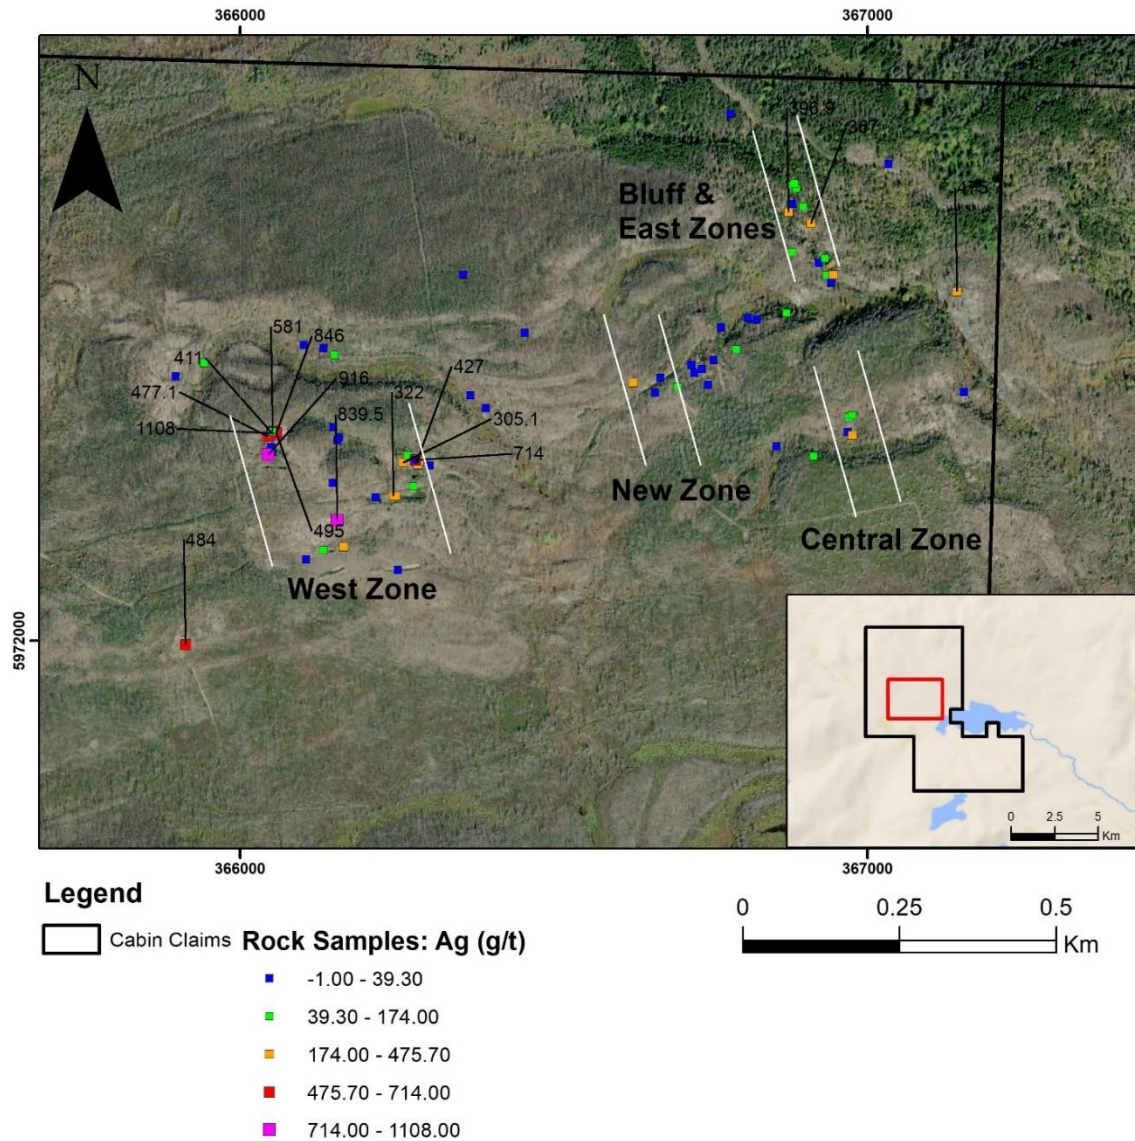 366000
367000
N
396.9
367
Bluff &
East Zones
581
846
411
427
916
477.1
322
839.5
305.1
1108
714
New Zone
495
Central Zone
484
West Zone
5972000
0 2.5 5
Km
366000
367000
Legend
Cabin Claims
Rock Samples: Ag (g/t)
-1.00 - 39.30
39.30 - 174.00
174.00 - 475.70
475.70 - 714.00
714.00 - 1108.00
0 0.25 0.5
Km